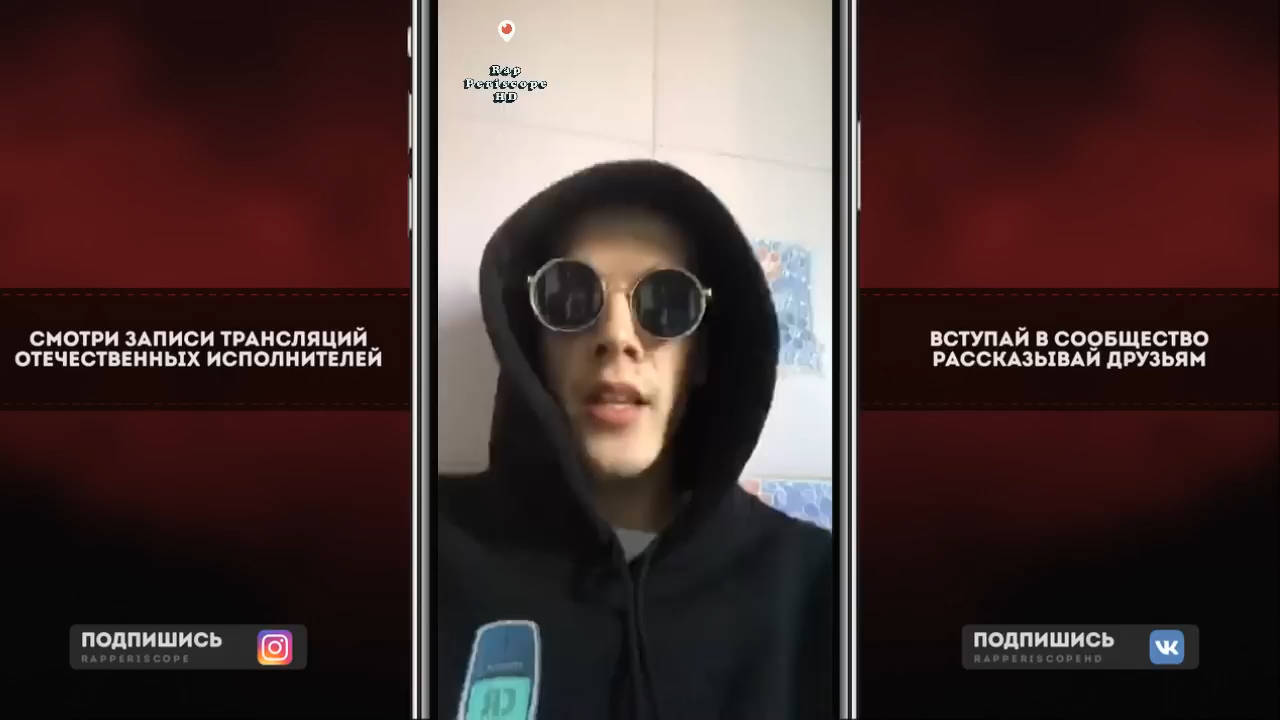 Rap
Periscope
HD
СМОТРИ ЗАПИСИ ТРАНСЛЯЦИЙ
ОТЕЧЕСТВЕННЫХ ИСПОЛНИТЕЛЕЙ
ВСТУПАЙ В СООБЩЕСТВО
РАССКАЗЫВАЙ ДРУЗЬЯМ
ПОДПИШИСЬ
RAPPERISCOPE
ПОДПИШИСЬ
RAPPERISCOPEHD